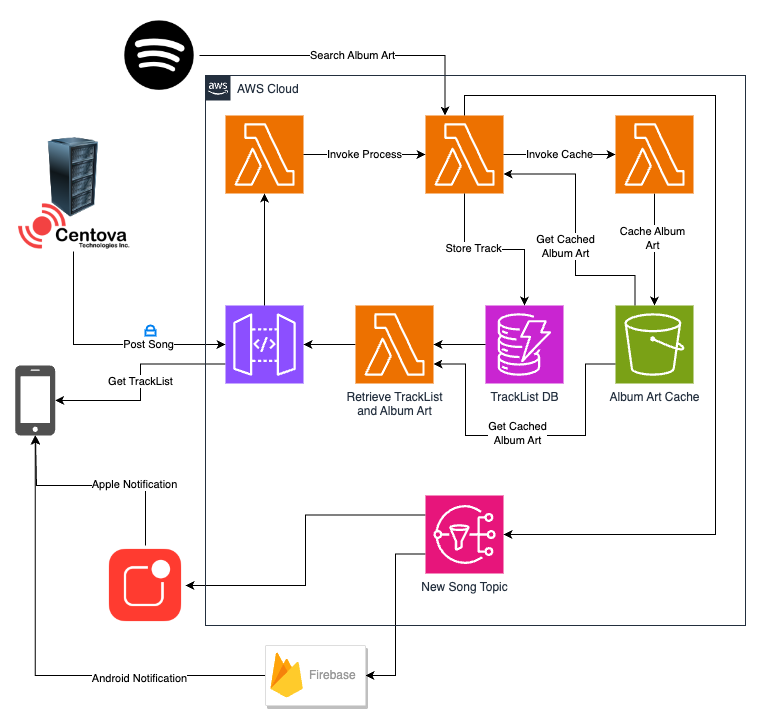 Search Album Art
aws
AWS Cloud
Invoke Process
Invoke Cache
Centova
Technologies Inc.
Store Track
Get Cached
Album Art
Cache Album
Art
Post Song
</>
Get TrackList
Retrieve TrackList
and Album Art
TrackList DB
Album Art Cache
Get Cached
Album Art
Apple Notification
New Song Topic
Android Notification
Firebase